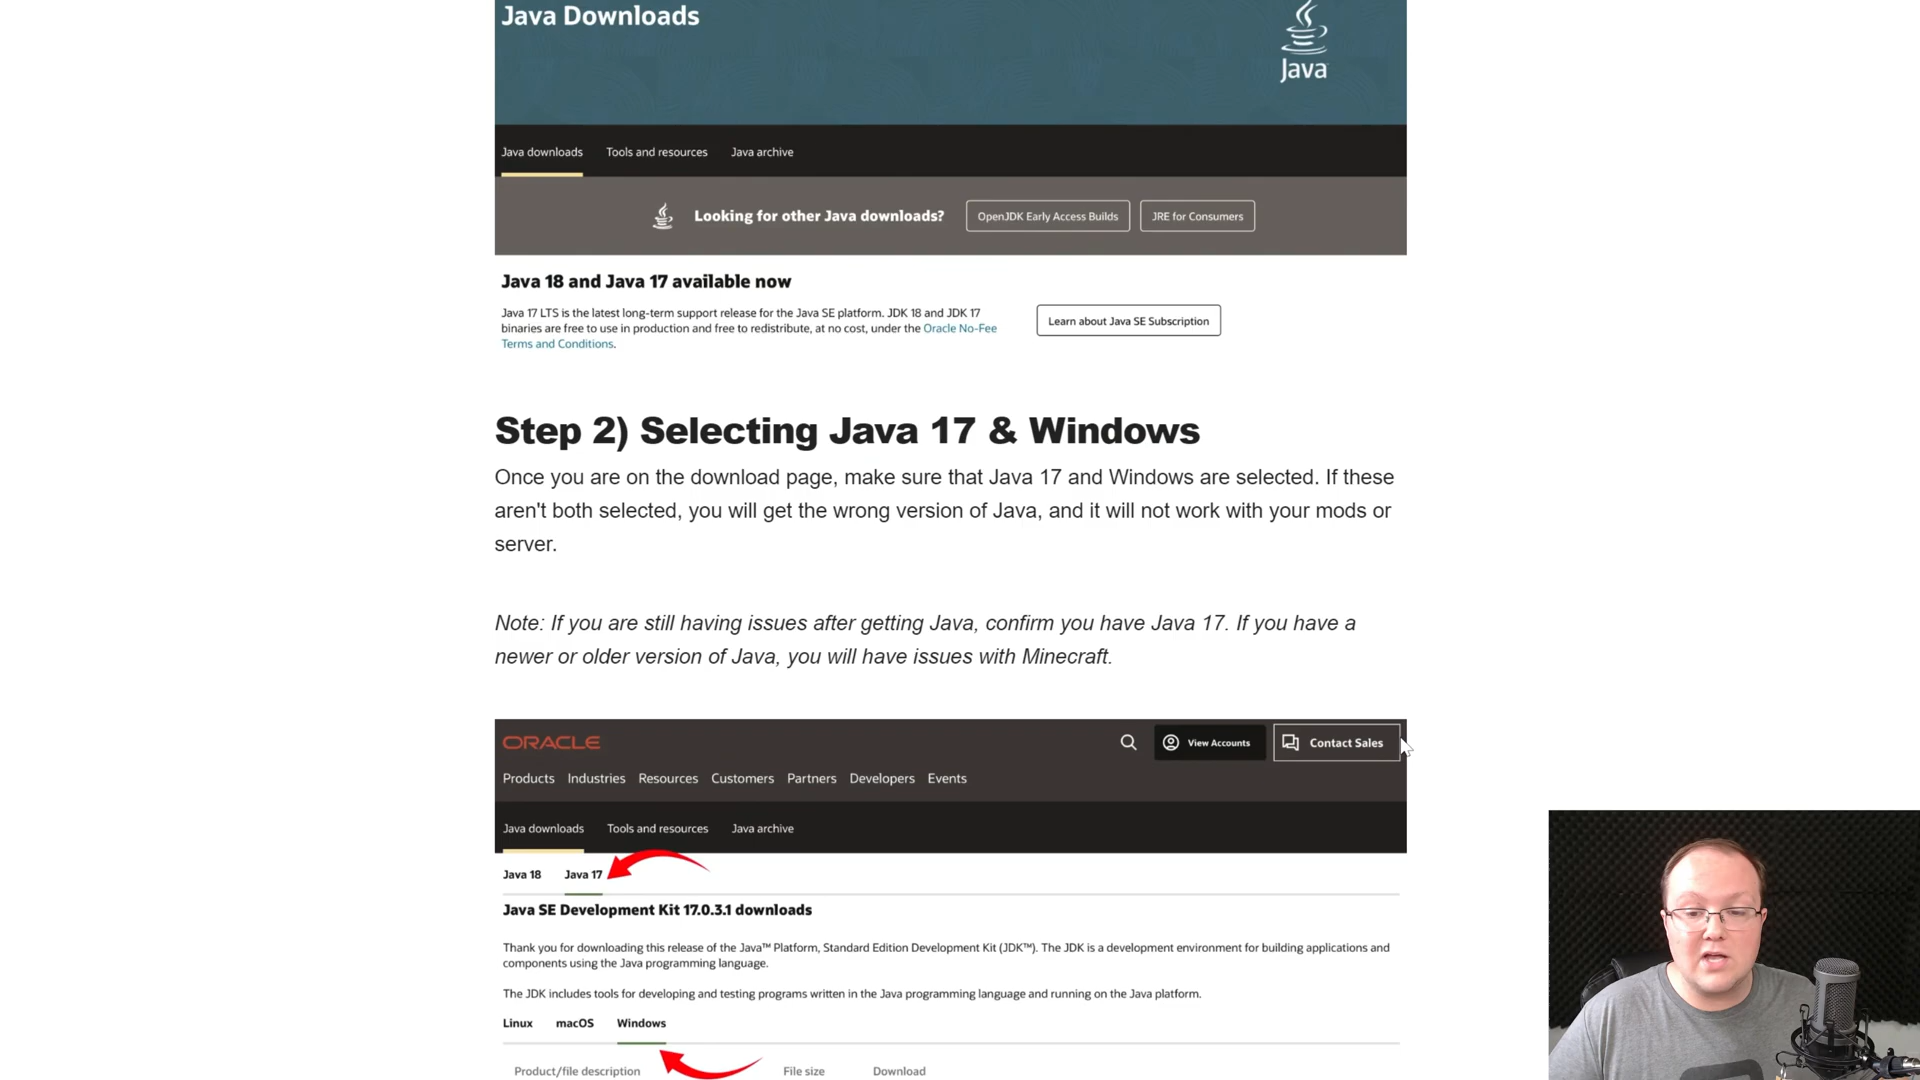 Java Downloads
Java
Java downloads Tools and resources Java archive
Looking for other Java downloads? OpenJDK Early Access Builds JRE for Consumers
Java 18 and Java 17 available now
Java 17 LTS is the latest long-term support release for the Java SE platform. JDK 18 and JDK 17
binaries are free to use in production and free to redistribute, at no cost, under the Oracle No-Fee
Terms and Conditions.
Learn about Java SE Subscription
Step 2) Selecting Java 17 & Windows
Once you are on the download page, make sure that Java 17 and Windows are selected. If these
aren't both selected, you will get the wrong version of Java, and it will not work with your mods or
server.
Note: If you are still having issues after getting Java, confirm you have Java 17. If you have a
newer or older version of Java, you will have issues with Minecraft.
ORACLE View Accounts Contact Sales
Products Industries Resources Customers Partners Developers Events
Java downloads Tools and resources Java archive
Java 18 Java 17
Java SE Development Kit 17.0.3.1 downloads
Thank you for downloading this release of the Java™ Platform, Standard Edition Development Kit (JDK™). The JDK is a development environment for building applications and
components using the Java programming language.
The JDK includes tools for developing and testing programs written in the Java programming language and running on the Java platform.
Linux macOS Windows
Product/file description File size Download